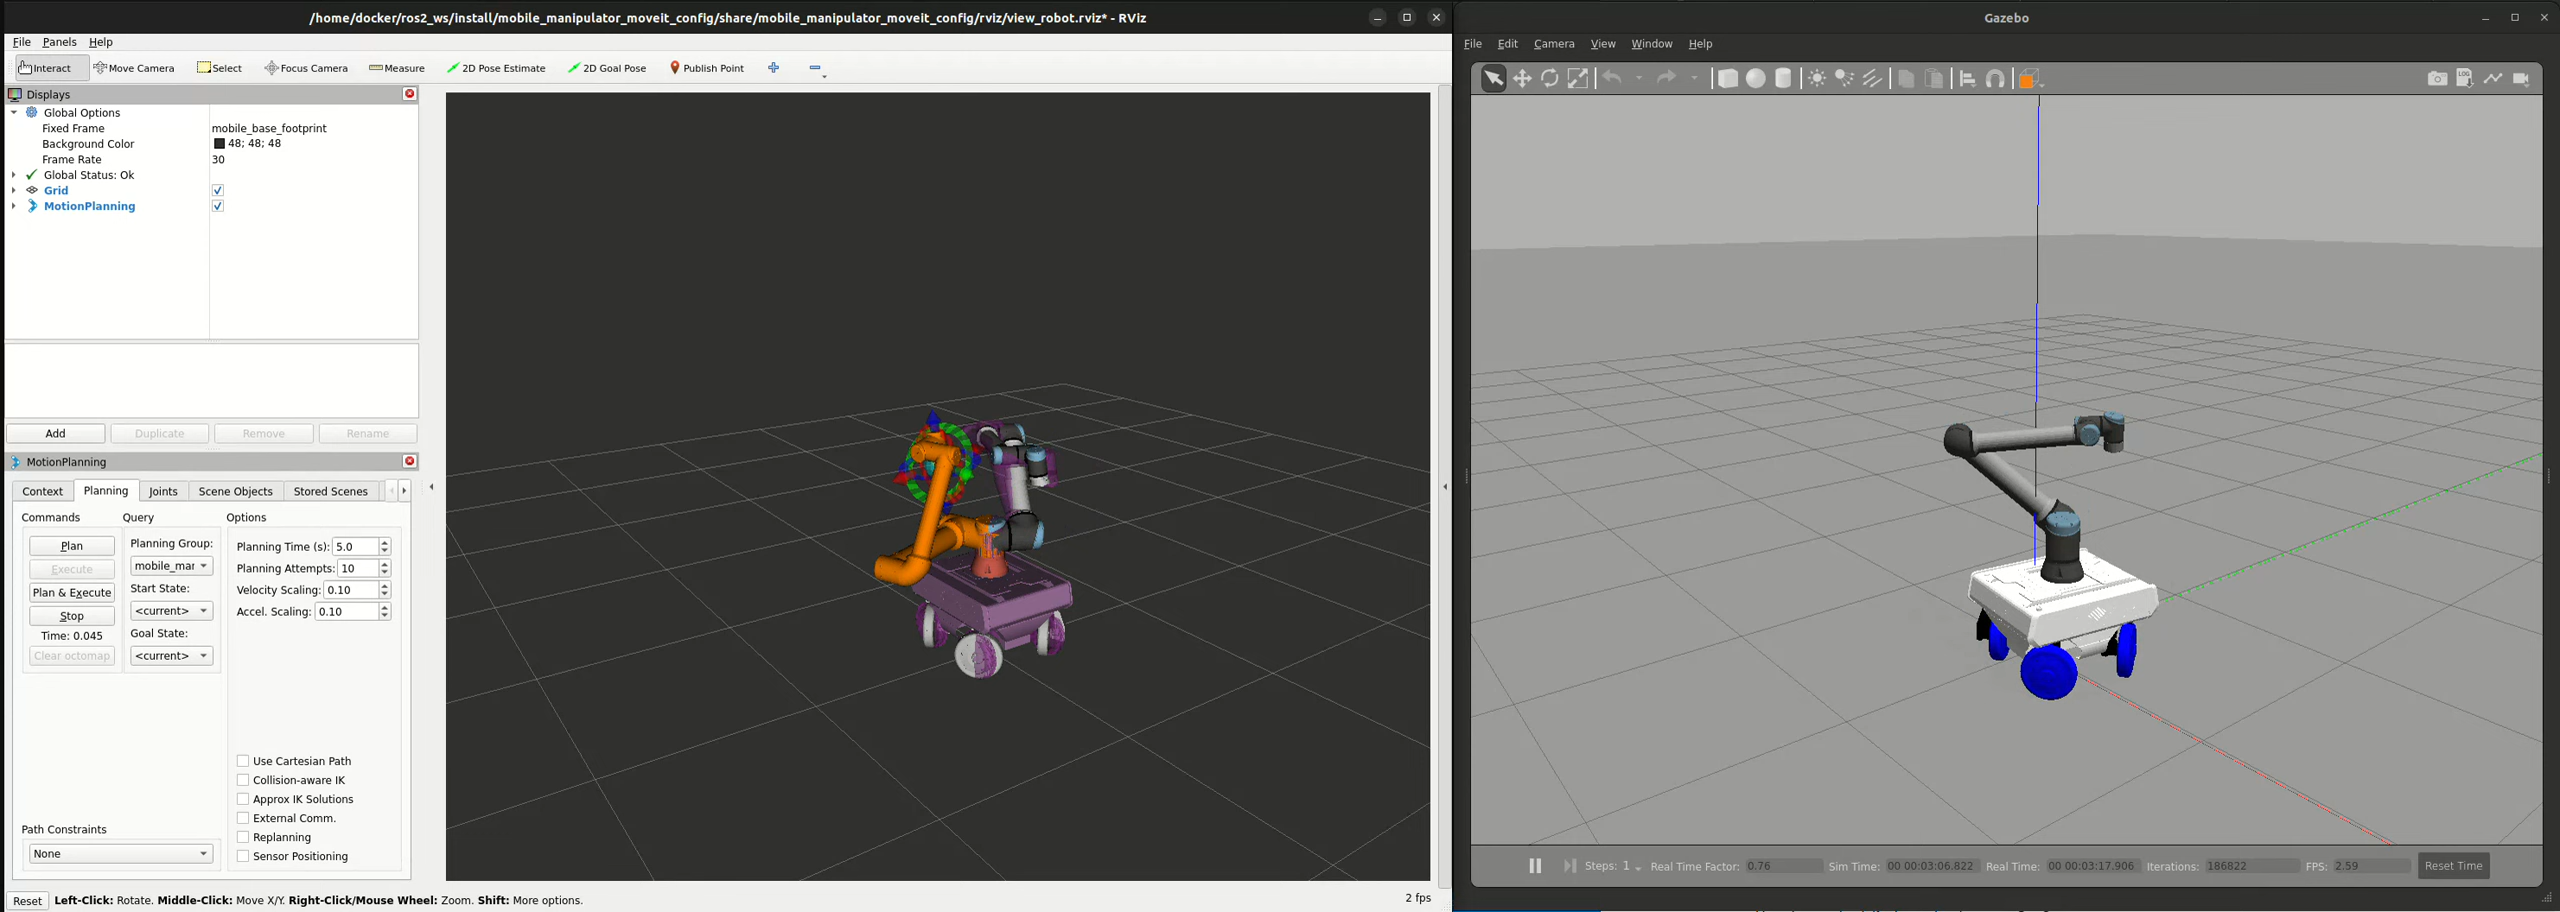 /home/docker/ros2_ws/install/mobile_manipulator_moveit_config/share/mobile_manipulator_moveit_config/rviz/view_robot.rviz* - RViz
File Panels Help
Interact Move Camera Select Focus Camera Measure 2D Pose Estimate 2D Goal Pose Publish Point
Displays
Global Options
Fixed Frame mobile_base_footprint
Background Color 48; 48; 48
Frame Rate 30
Global Status: Ok
Grid
MotionPlanning
Add Duplicate Remove Rename
MotionPlanning
Context Planning Joints Scene Objects Stored Scenes
Commands Query Options
Plan
Execute
Plan & Execute
Stop
Time: 0.045
Clear octomap
Planning Group:
mobile_mar
Start State:
<current>
Goal State:
<current>
Planning Time (s): 5.0
Planning Attempts: 10
Velocity Scaling: 0.10
Accel. Scaling: 0.10
Use Cartesian Path
Collision-aware IK
Approx IK Solutions
External Comm.
Replanning
Sensor Positioning
Path Constraints
None
Reset Left-Click: Rotate. Middle-Click: Move X/Y. Right-Click/Mouse Wheel: Zoom. Shift: More options.
2 fps
Gazebo
File Edit Camera View Window Help
LOG
Steps: 1 Real Time Factor: 0.76 Sim Time: 00 00:03:06.822 Real Time: 00 00:03:17.906 Iterations: 186822 FPS: 2.59 Reset Time